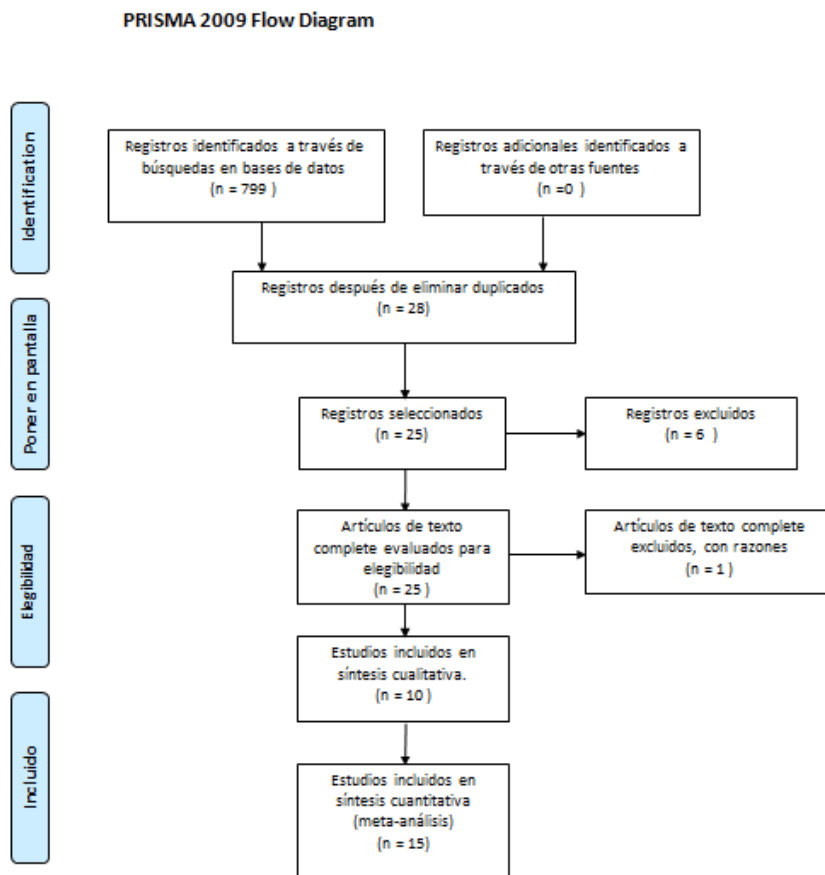 PRISMA 2009 Flow Diagram
Identification
Registros identificados a través de
búsquedas en bases de datos
(n = 799 )
Registros adicionales identificados a
través de otras fuentes
(n =0 )
Registros después de eliminar duplicados
(n = 28)
Poner en pantalla
Registros seleccionados
(n = 25)
Registros excluidos
(n = 6 )
Elegibilidad
Artículos de texto
complete evaluados para
elegibilidad
(n = 25 )
Artículos de texto complete
excluidos, con razones
(n = 1 )
Estudios incluidos en
síntesis cualitativa.
(n = 10 )
Incluido
Estudios incluidos en
síntesis cuantitativa
(meta-análisis)
(n = 15)